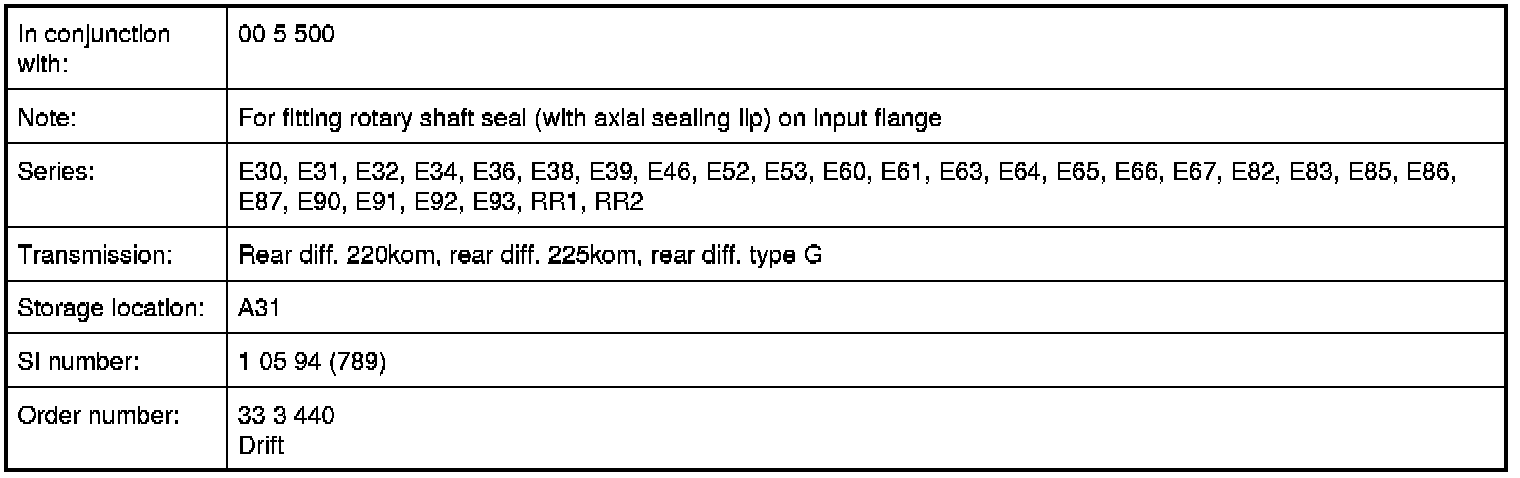 In conjunction
with:
00 5 500
Note:
For fitting rotary shaft seal (with axial sealing lip) on input flange
Series:
E30, E31, E32, E34, E36, E38, E39, E46, E52, E53, E60, E61, E63, E64, E65, E66, E67, E82, E83, E85, E86,
E87, E90, E91, E92, E93, RR1, RR2
Transmission:
Rear diff. 220kom, rear diff. 225kom, rear diff. type G
Storage location:
A31
SI number:
1 05 94 (789)
Order number:
33 3 440
Drift